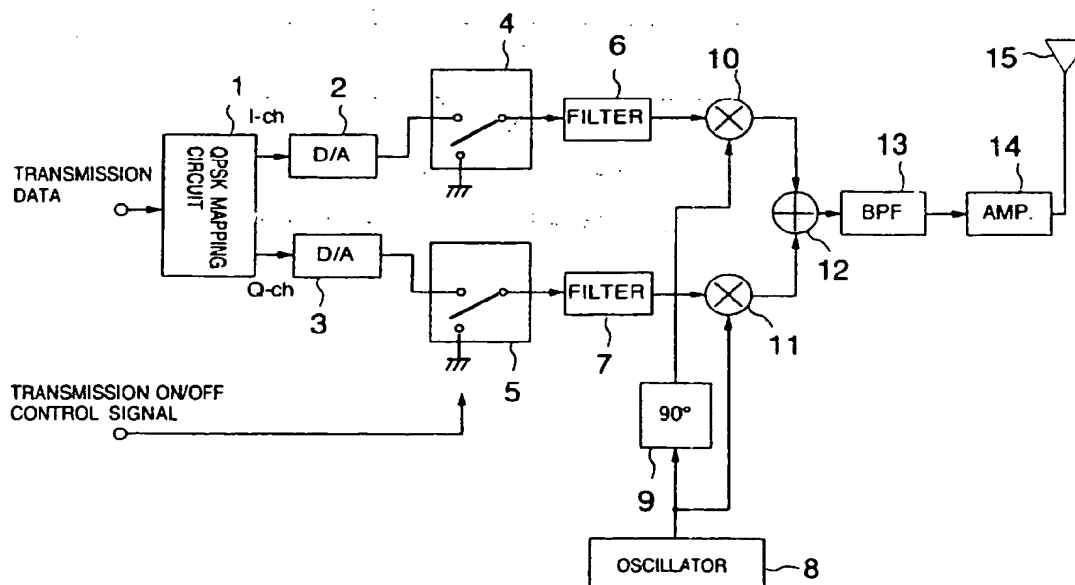 4
6
10
15
1
I-ch
2
D/A
FILTER
TRANSMISSION
DATA
QPSK MAPPING
CIRCUIT
13
14
BPF
AMP.
12
D/A
Q-ch
3
FILTER
5
7
11
TRANSMISSION ON/OFF
CONTROL SIGNAL
90°
9
OSCILLATOR
8